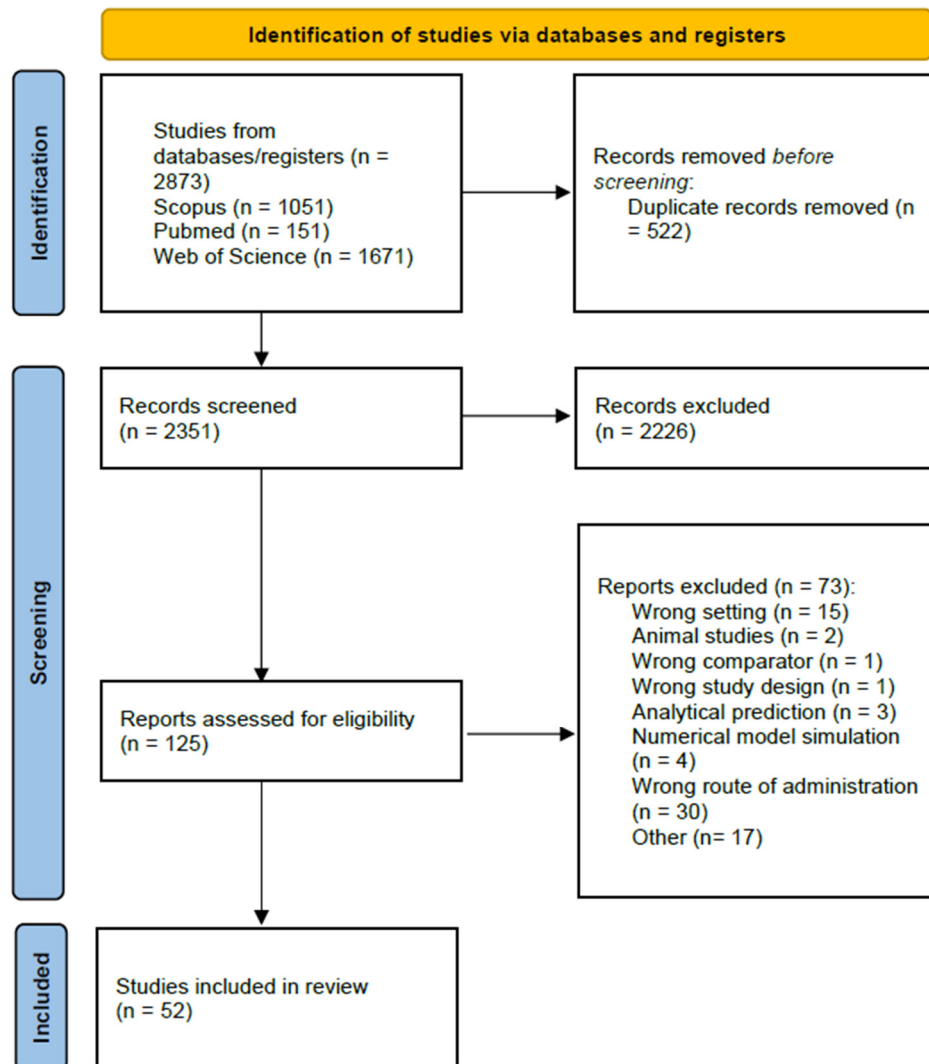 Identification of studies via databases and registers
Identification
Studies from
databases/registers (n =
2873)
Scopus (n = 1051)
Pubmed (n = 151)
Web of Science (n = 1671)
Records removed before
screening:
Duplicate records removed (n
= 522)
Screening
Records screened
(n = 2351)
Records excluded
(n = 2226)
Reports assessed for eligibility
(n = 125)
Reports excluded (n = 73):
Wrong setting (n = 15)
Animal studies (n = 2)
Wrong comparator (n = 1)
Wrong study design (n = 1)
Analytical prediction (n = 3)
Numerical model simulation
(n = 4)
Wrong route of administration
(n = 30)
Other (n= 17)
Included
Studies included in review
(n = 52)